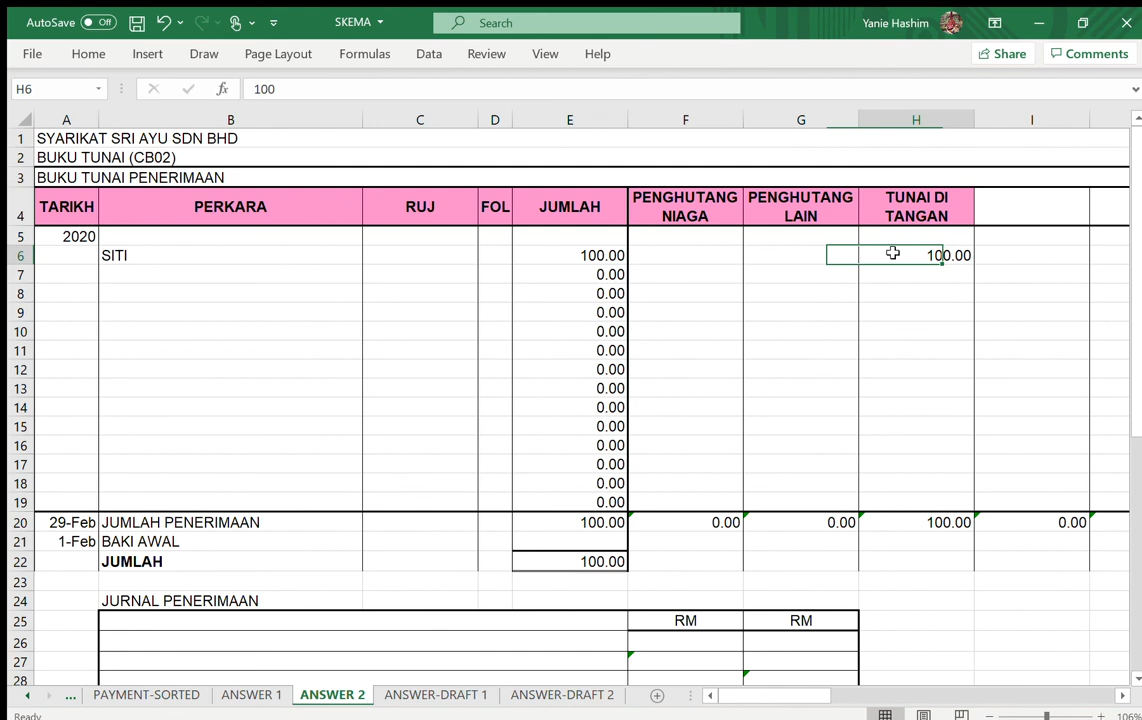 AutoSave Off SKEMA Search Yanie Hashim
File Home Insert Draw Page Layout Formulas Data Review View Help Share Comments
H6 fx 100
A B C D E F G H I
1 SYARIKAT SRI AYU SDN BHD
2 BUKU TUNAI (CB02)
3 BUKU TUNAI PENERIMAAN
4 TARIKH PERKARA RUJ FOL JUMLAH PENGHUTANG NIAGA PENGHUTANG LAIN TUNAI DI TANGAN
5 2020
6 SITI 100.00 100.00
7 0.00
8 0.00
9 0.00
10 0.00
11 0.00
12 0.00
13 0.00
14 0.00
15 0.00
16 0.00
17 0.00
18 0.00
19 0.00
20 29-Feb JUMLAH PENERIMAAN 100.00 0.00 0.00 100.00 0.00
21 1-Feb BAKI AWAL
22 JUMLAH 100.00
23
24 JURNAL PENERIMAAN
25 RM RM
26
27
28
... PAYMENT-SORTED ANSWER 1 ANSWER 2 ANSWER-DRAFT 1 ANSWER-DRAFT 2
Ready 106%